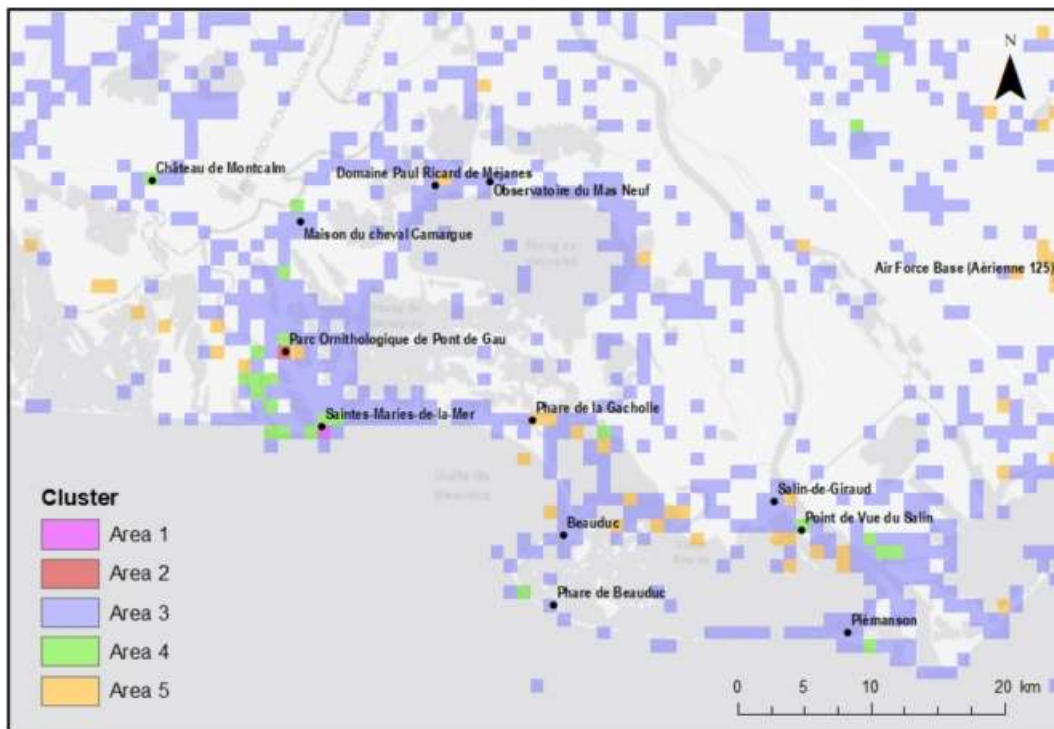 N
Château de Montcalm
Domaine Paul Ricard de Méjanes
Observatoire du Mas Neuf
Maison du cheval Camargue
Air Force Base (Aérienne 125)
Parc Ornithologique de Pont de Gau
Saintes-Maries-de-la-Mer
Phare de la Gacholle
Golfe de
Beauduc
Salin-de-Giraud
Point de Vue du Salin
Beauduc
Phare de Beauduc
Piémanson
Cluster
Area 1
Area 2
Area 3
Area 4
Area 5
0 5 10 20 km